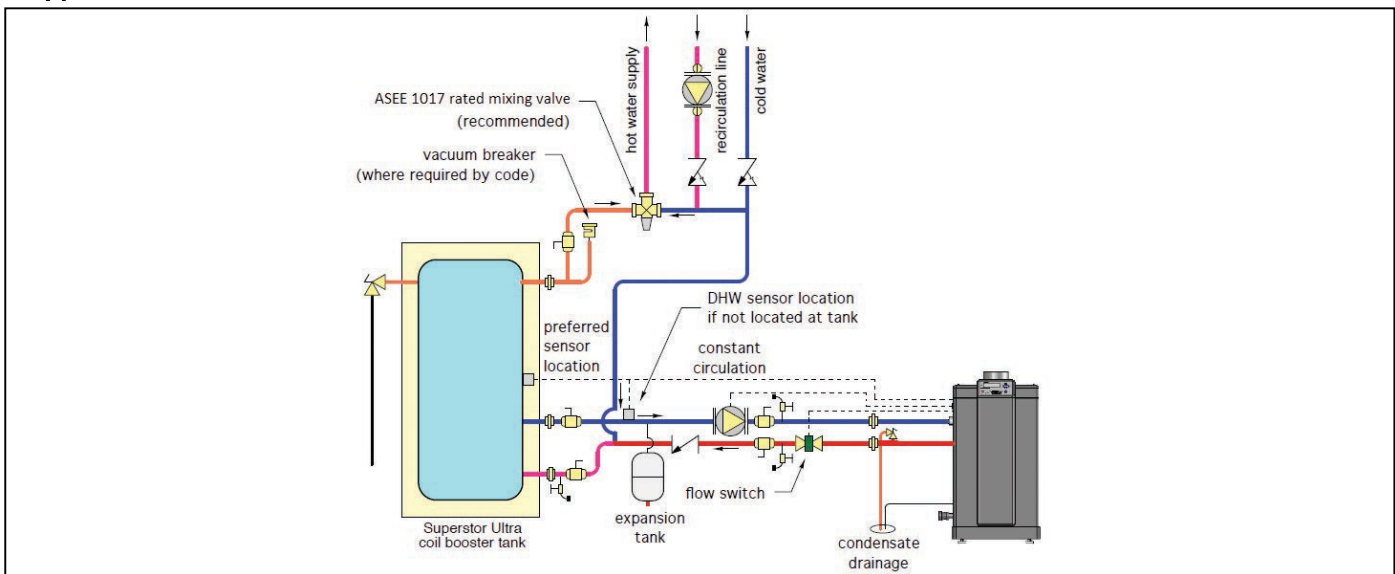 hot water supply
recirculation line
cold water
ASEE 1017 rated mixing valve
(recommended)
vacuum breaker
(where required by code)
DHW sensor location
if not located at tank
preferred
sensor
location
constant
circulation
flow switch
expansion
tank
Superstor Ultra
coil booster tank
condensate
drainage